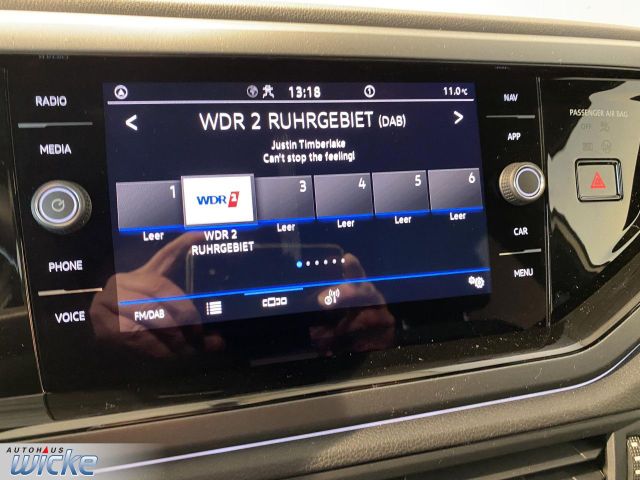 RADIO
MEDIA
PHONE
VOICE
13:18
11.0°C
< WDR 2 RUHRGEBIET (DAB) >
Justin Timberlake
Can't stop the feeling!
1 WDR 2 3 4 5 6
Leer WDR 2 RUHRGEBIET Leer Leer Leer Leer
FM/DAB
NAV
APP
CAR
MENU
PASSENGER AIR BAG
OFF
AUTOHAUS
WICKE